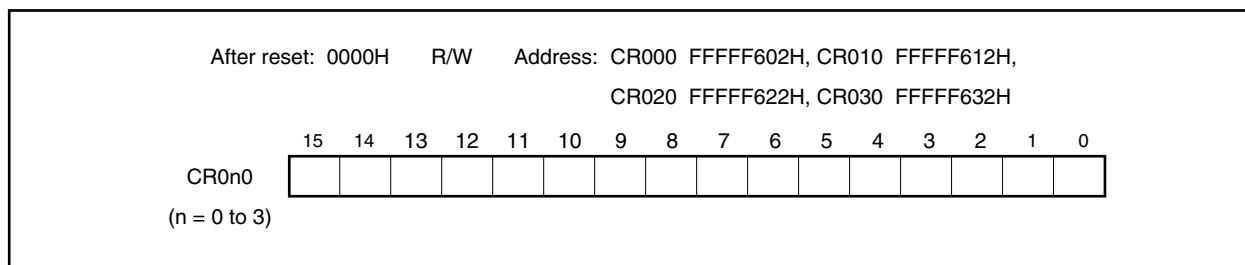 After reset: 0000H R/W Address: CR000 FFFFF602H, CR010 FFFFF612H,
CR020 FFFFF622H, CR030 FFFFF632H
15 14 13 12 11 10 9 8 7 6 5 4 3 2 1 0
CR0n0
(n = 0 to 3)